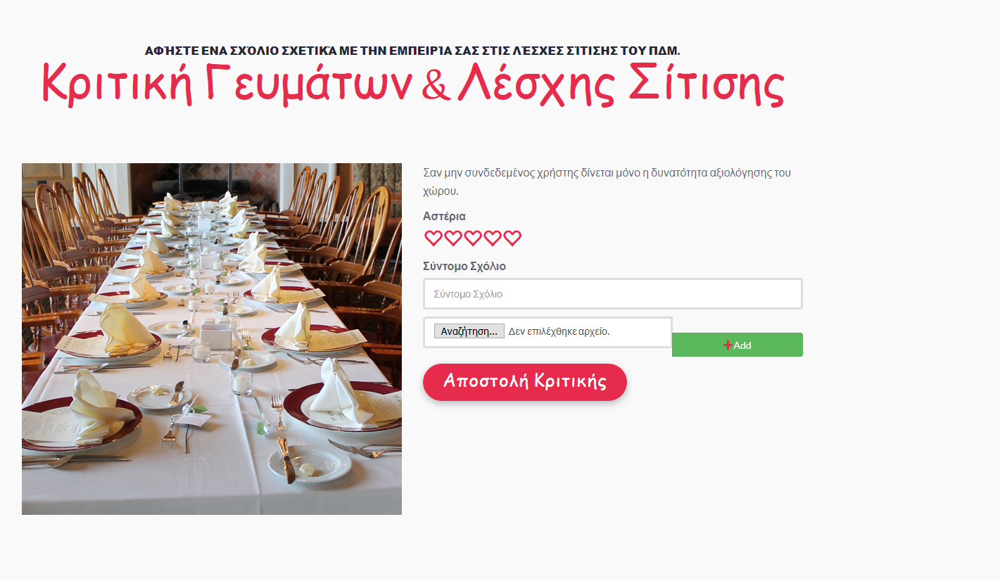 ΑΦΉΣΤΕ ΕΝΑ ΣΧΌΛΙΟ ΣΧΕΤΙΚΆ ΜΕ ΤΗΝ ΕΜΠΕΙΡΊΑ ΣΑΣ ΣΤΙΣ ΛΈΣΧΕΣ ΣΊΤΙΣΗΣ ΤΟΥ ΠΔΜ.
Κριτική Γευμάτων & Λέσχης Σίτισης
Σαν μην συνδεδεμένος χρήστης δίνεται μόνο η δυνατότητα αξιολόγησης του
χώρου.
Αστέρια
Σύντομο Σχόλιο
Σύντομο Σχόλιο
Αναζήτηση... Δεν επιλέχθηκε αρχείο.
Add
Αποστολή Κριτικής